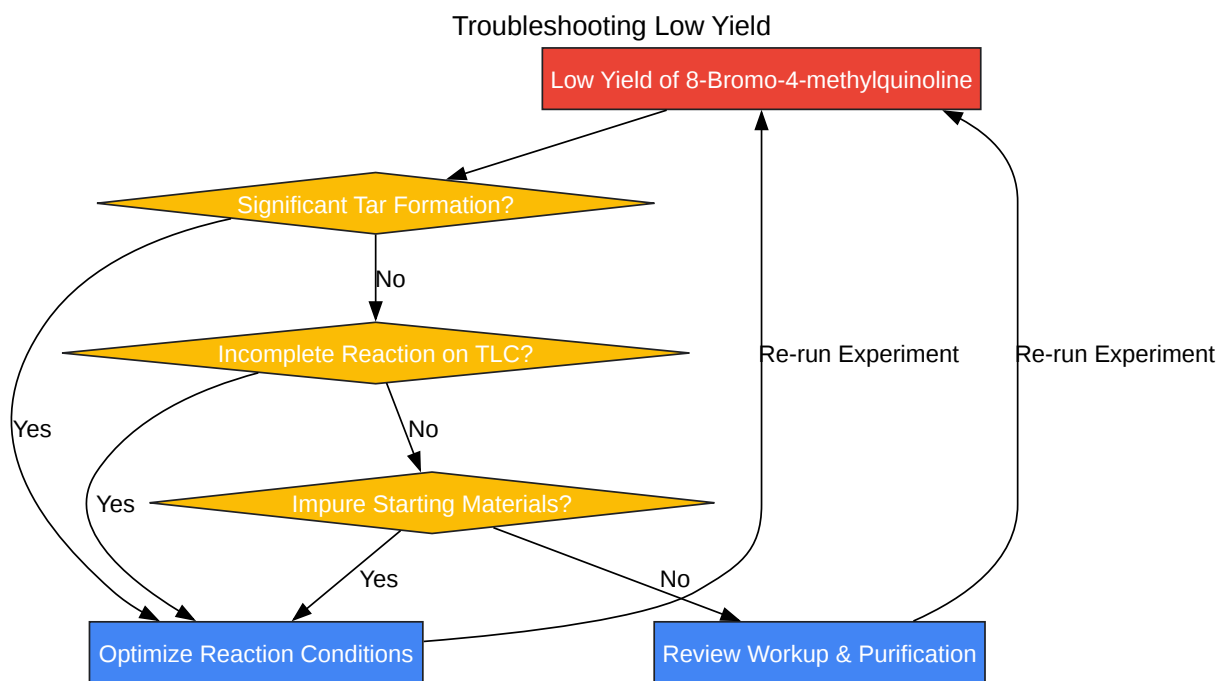 Troubleshooting Low Yield
Low Yield of 8-Bromo-4-methylquinoline
Significant Tar Formation?
No
Incomplete Reaction on TLC?
Re-run Experiment
Re-run Experiment
Yes
No
Yes
Impure Starting Materials?
Yes
No
Optimize Reaction Conditions
Review Workup & Purification